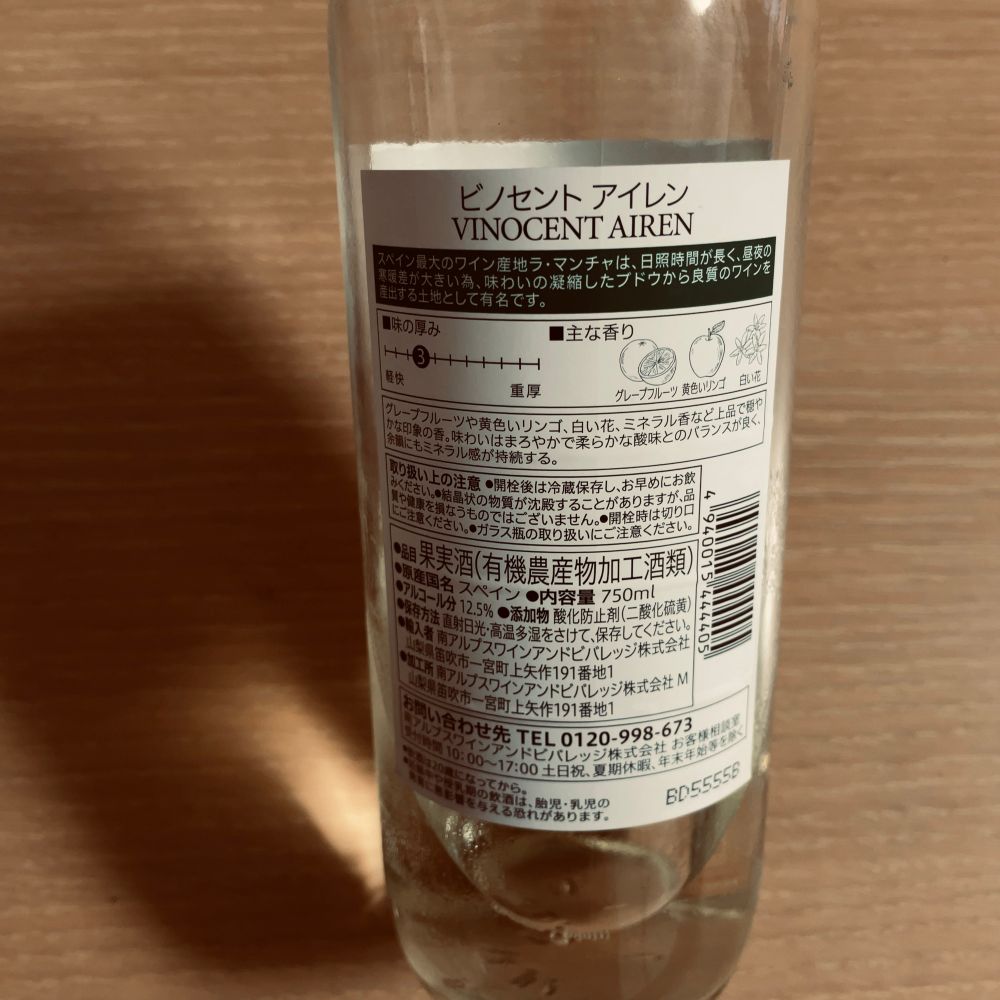 ビノセント アイレン
VINOCENT AIREN
スペイン最大のワイン産地ラ・マンチャは、日照時間が長く、昼夜の
寒暖差が大きい為、味わいの凝縮したブドウから良質のワインを
産出する土地として有名です。
■味の厚み
3
軽快
重厚
■主な香り
グレープフルーツ 黄色いリンゴ 白い花
グレープフルーツや黄色いリンゴ、白い花、ミネラル香など上品で穏や
かな印象の香。味わいはまろやかで柔らかな酸味とのバランスが良く、
余韻にもミネラル感が持続する。
取り扱い上の注意 ●開栓後は冷蔵保存し、お早めにお飲
みください。●結晶状の物質が沈殿することがありますが、品
質や健康を損なうものではございません。●開栓時は切り口
にご注意ください。●ガラス瓶の取り扱いにご注意ください。
●品目 果実酒(有機農産物加工酒類)
●原産国名 スペイン ●内容量 750ml
●アルコール分 12.5% ●添加物 酸化防止剤(二酸化硫黄)
●保存方法 直射日光・高温多湿をさけて、保存してください。
●輸入者 南アルプスワインアンドビバレッジ株式会社
山梨県笛吹市一宮町上矢作191番地1
●加工所 南アルプスワインアンドビバレッジ株式会社 M
山梨県笛吹市一宮町上矢作191番地1
4 940015 444405
お問い合わせ先 TEL 0120-998-673
南アルプスワインアンドビバレッジ株式会社 お客様相談室
受付時間 10:00〜17:00 土日祝、夏期休暇、年末年始等を除く
●飲酒は20歳になってから。
や授乳期の飲酒は、胎児・乳児の
悪影響を与える恐れがあります。
BD5555B